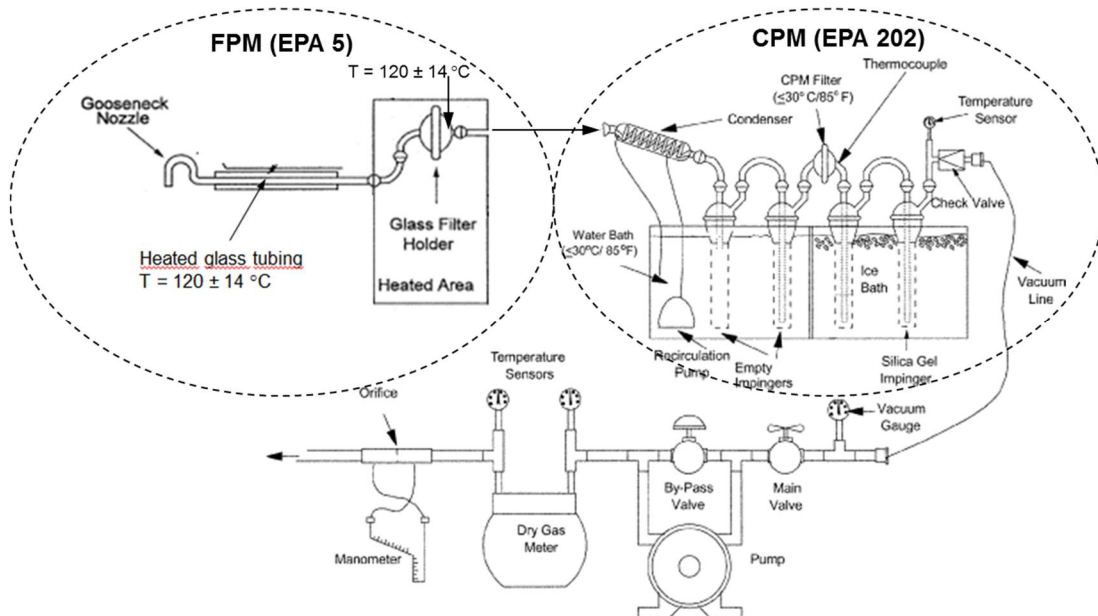 FPM (EPA 5)
T = 120 ± 14 °C
Gooseneck
Nozzle
Glass Filter
Holder
Heated glass tubing
T = 120 ± 14 °C
Heated Area
CPM (EPA 202)
Thermocouple
CPM Filter
(≤30° C/85° F)
Temperature
Sensor
Condenser
Check Valve
Water Bath
(≤30°C/ 85°F)
Ice
Bath
Vacuum
Line
Recirculation
Pump
Empty
Impingers
Silica Gel
Impinger
Temperature
Sensors
Orifice
Vacuum
Gauge
By-Pass
Valve
Main
Valve
Dry Gas
Meter
Manometer
Pump